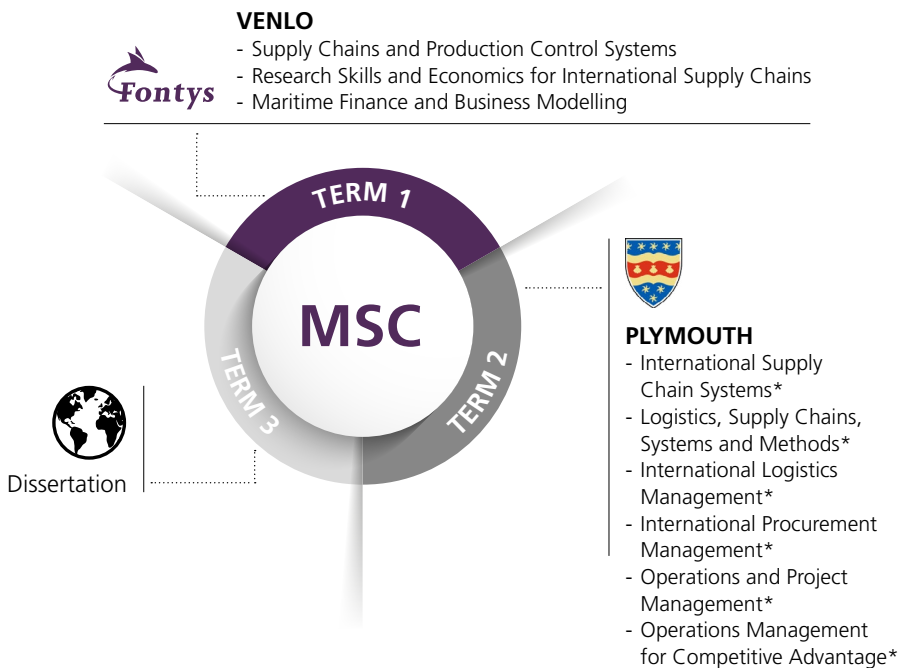 VENLO
- Supply Chains and Production Control Systems
- Research Skills and Economics for International Supply Chains
- Maritime Finance and Business Modelling
Fontys
TERM 1
MSC
TERM 2
TERM 3
PLYMOUTH
- International Supply
Chain Systems*
- Logistics, Supply Chains,
Systems and Methods*
- International Logistics
Management*
- International Procurement
Management*
- Operations and Project
Management*
- Operations Management
for Competitive Advantage*
Dissertation